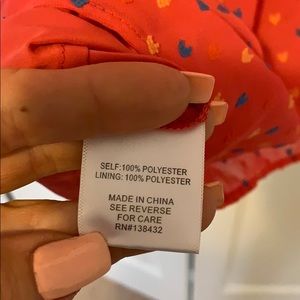 SELF:100% POLYESTER
LINING: 100% POLYESTER
MADE IN CHINA
SEE REVERSE
FOR CARE
RN#138432